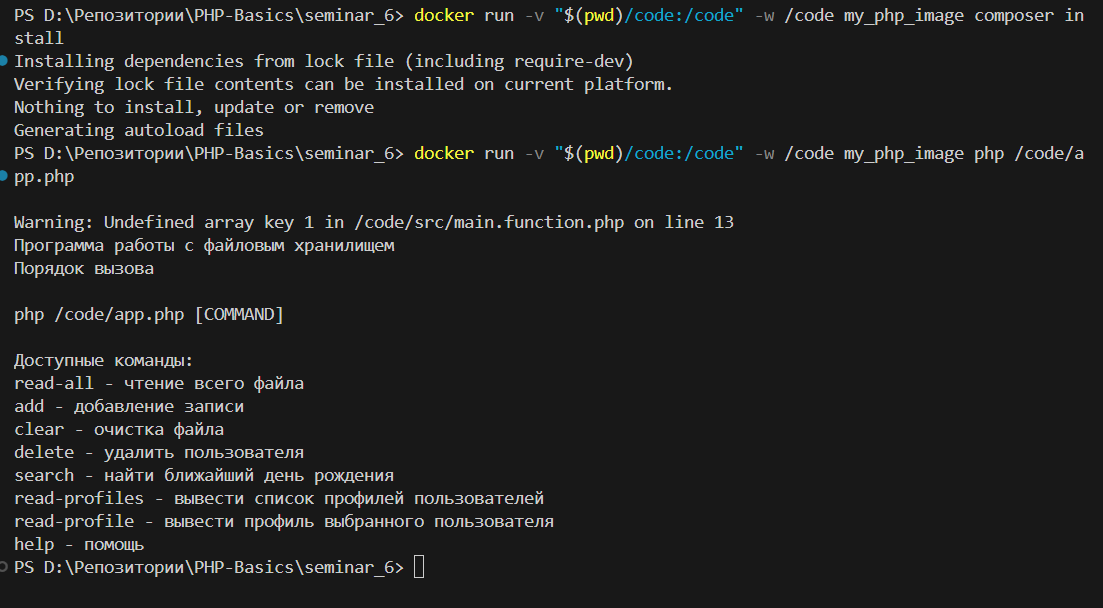 PS D:\Репозитории\PHP-Basics\seminar_6> docker run -v "$(pwd)/code:/code" -w /code my_php_image composer in
stall
Installing dependencies from lock file (including require-dev)
Verifying lock file contents can be installed on current platform.
Nothing to install, update or remove
Generating autoload files
PS D:\Репозитории\PHP-Basics\seminar_6> docker run -v "$(pwd)/code:/code" -w /code my_php_image php /code/a
pp.php
Warning: Undefined array key 1 in /code/src/main.function.php on line 13
Программа работы с файловым хранилищем
Порядок вызова
php /code/app.php [COMMAND]
Доступные команды:
read-all - чтение всего файла
add - добавление записи
clear - очистка файла
delete - удалить пользователя
search - найти ближайший день рождения
read-profiles - вывести список профилей пользователей
read-profile - вывести профиль выбранного пользователя
help - помощь
PS D:\Репозитории\PHP-Basics\seminar_6>